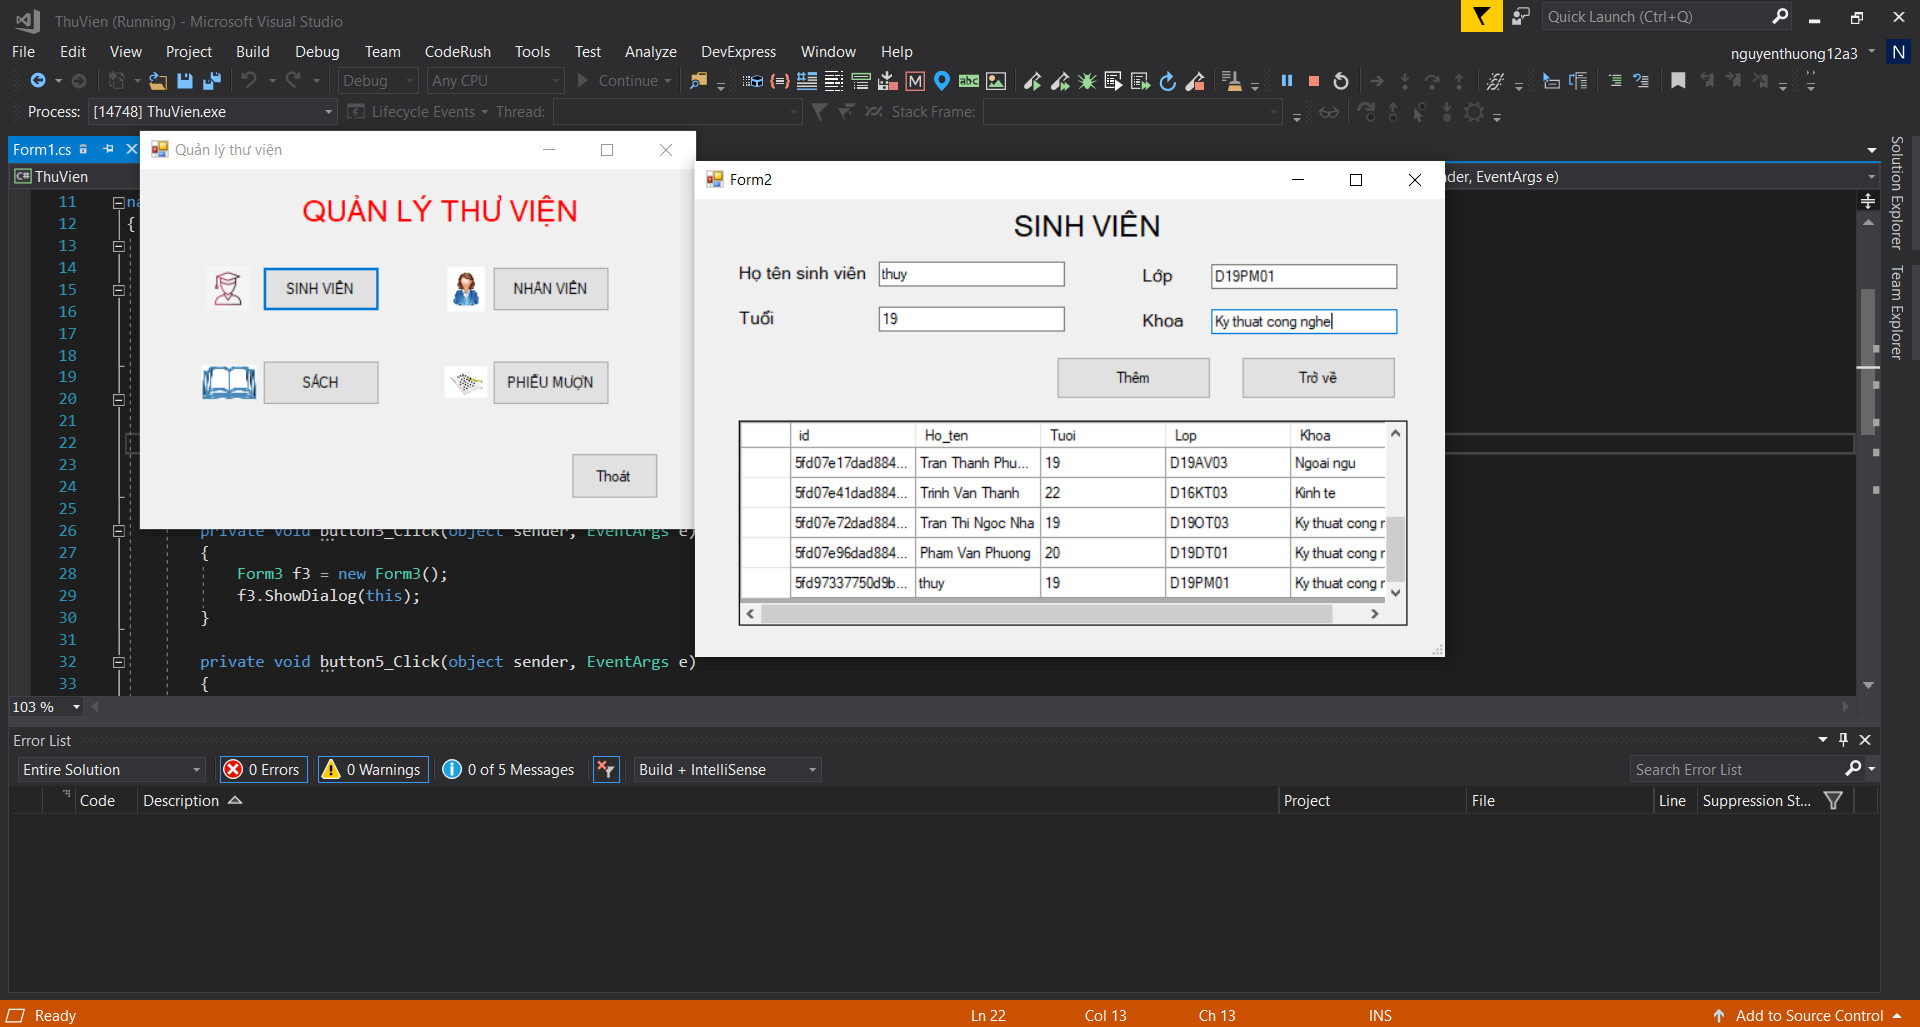 ThuVien (Running) - Microsoft Visual Studio
Quick Launch (Ctrl+Q)
File Edit View Project Build Debug Team CodeRush Tools Test Analyze DevExpress Window Help
nguyenthuong12a3 N
Debug Any CPU Continue
Process: [14748] ThuVien.exe Lifecycle Events Thread: Stack Frame:
Form1.cs
ThuVien
der, EventArgs e)
Solution Explorer
Team Explorer
Quản lý thư viện
QUẢN LÝ THƯ VIỆN
SINH VIÊN NHÂN VIÊN
SÁCH PHIẾU MƯỢN
Thoát
Form2
SINH VIÊN
Họ tên sinh viên thuy Lớp D19PM01
Tuổi 19 Khoa Ky thuat cong nghe
Thêm Trở về
id Ho_ten Tuoi Lop Khoa
5fd07e17dad884... Tran Thanh Phu... 19 D19AV03 Ngoai ngu
5fd07e41dad884... Trinh Van Thanh 22 D16KT03 Kinh te
5fd07e72dad884... Tran Thi Ngoc Nha 19 D19OT03 Ky thuat cong
5fd07e96dad884... Pham Van Phuong 20 D19DT01 Ky thuat cong
5fd97337750d9b... thuy 19 D19PM01 Ky thuat cong
11 na
12 {
13
14
15
16
17
18
19
20
21
22
23
24
25
26 private void button3_Click(object sender, EventArgs e)
27 {
28 Form3 f3 = new Form3();
29 f3.ShowDialog(this);
30 }
31
32 private void button5_Click(object sender, EventArgs e)
33 {
103 %
Error List
Entire Solution 0 Errors 0 Warnings 0 of 5 Messages Build + IntelliSense Search Error List
Code Description Project File Line Suppression St...
Ready Ln 22 Col 13 Ch 13 INS Add to Source Control